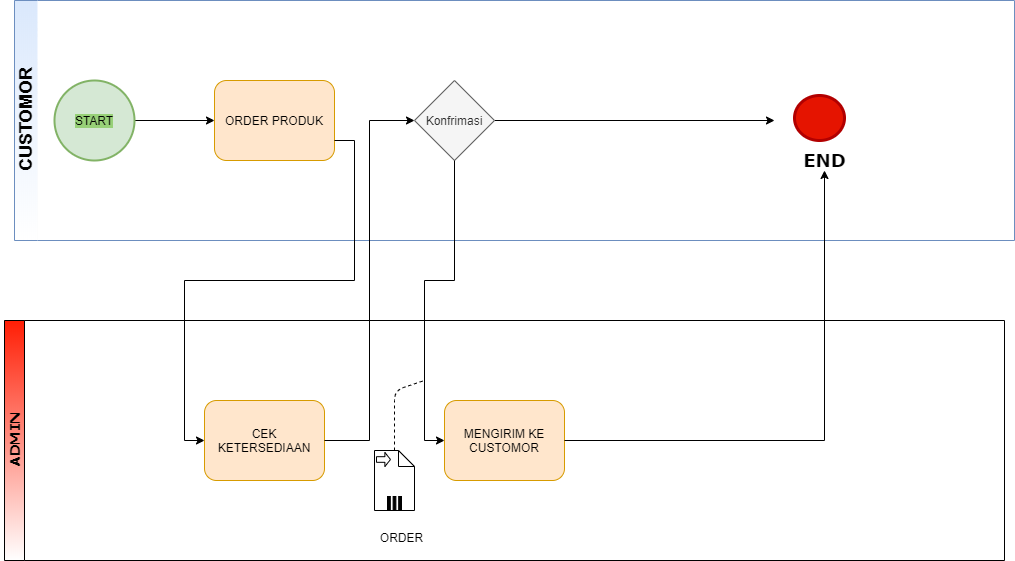 CUSTOMOR
START
ORDER PRODUK
Konfrimasi
END
ADMIN
CEK
KETERSEDIAAN
MENGIRIM KE
CUSTOMOR
ORDER